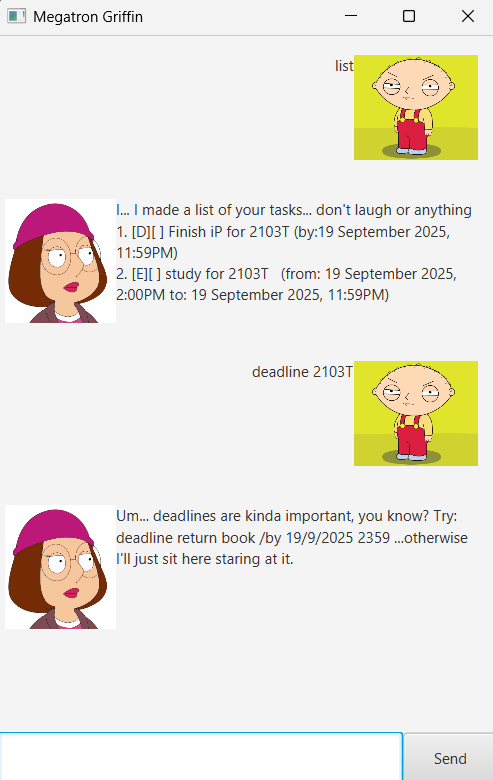 Megatron Griffin
list
I... I made a list of your tasks... don't laugh or anything
1. [D][ ] Finish iP for 2103T (by:19 September 2025,
11:59PM)
2. [E][ ] study for 2103T   (from: 19 September 2025,
2:00PM to: 19 September 2025, 11:59PM)
deadline 2103T
Um... deadlines are kinda important, you know? Try:
deadline return book /by 19/9/2025 2359 ...otherwise
I'll just sit here staring at it.
Send